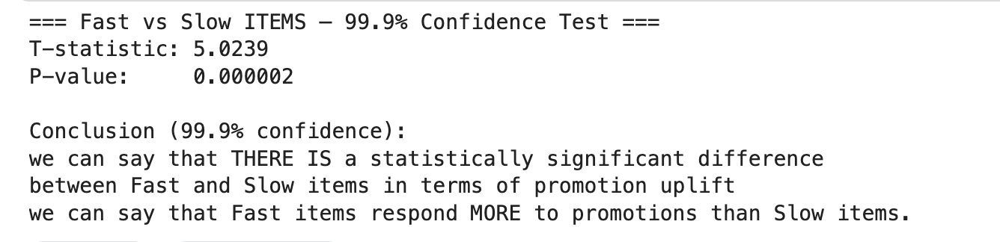 === Fast vs Slow ITEMS — 99.9% Confidence Test ===
T-statistic: 5.0239
P-value:     0.000002
Conclusion (99.9% confidence):
we can say that THERE IS a statistically significant difference
between Fast and Slow items in terms of promotion uplift
we can say that Fast items respond MORE to promotions than Slow items.